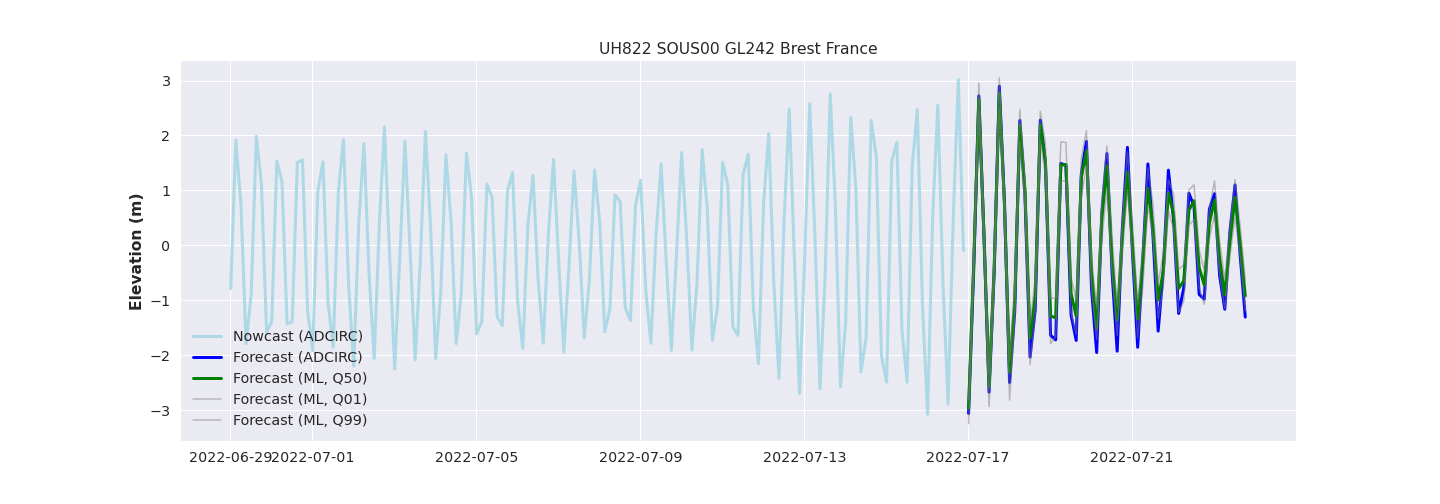 UH822 SOUS00 GL242 Brest France
Elevation (m)
3
2
1
0
−1
−2
−3
Nowcast (ADCIRC)
Forecast (ADCIRC)
Forecast (ML, Q50)
Forecast (ML, Q01)
Forecast (ML, Q99)
2022-06-29 2022-07-01 2022-07-05 2022-07-09 2022-07-13 2022-07-17 2022-07-21